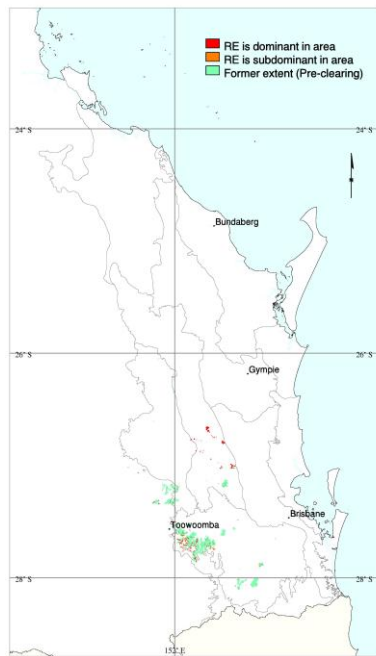 RE is dominant in area
RE is subdominant in area
Former extent (Pre-clearing)
24° S
24° S
Bundaberg
26° S
26° S
Gympie
Toowoomba
Brisbane
28° S
28° S
152° E